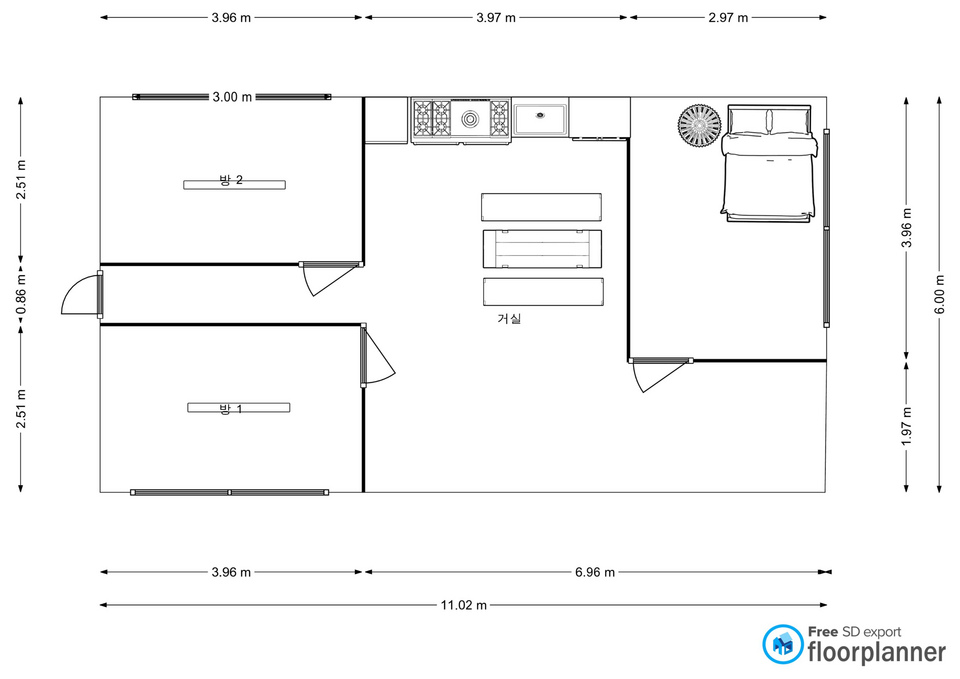 3.96 m
3.97 m
2.97 m
3.00 m
2.51 m
방 2
3.96 m
0.86 m
6.00 m
거실
2.51 m
방 1
1.97 m
3.96 m
6.96 m
11.02 m
Free SD export
floorplanner